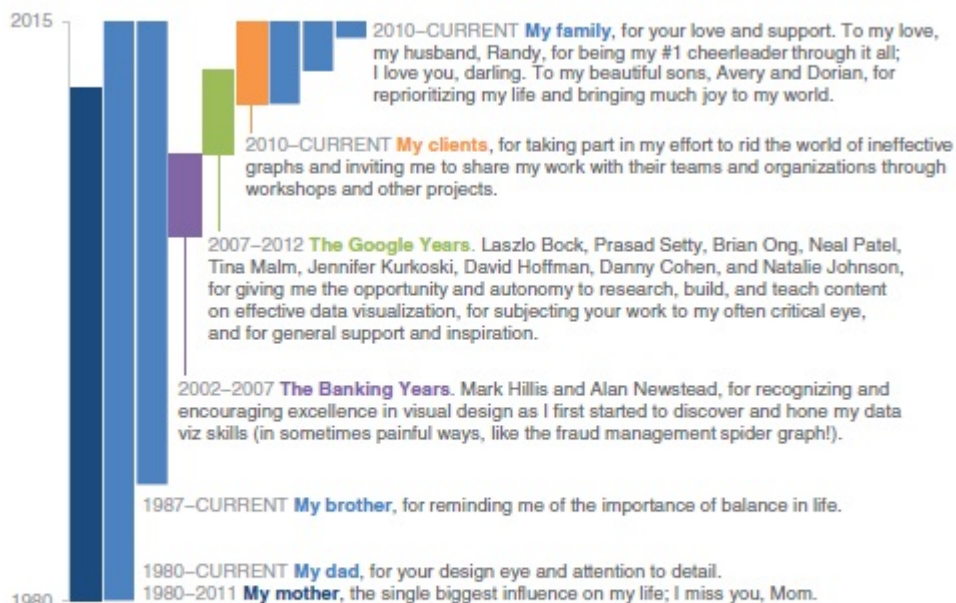 2015
2010–CURRENT My family, for your love and support. To my love,
my husband, Randy, for being my #1 cheerleader through it all;
I love you, darling. To my beautiful sons, Avery and Dorian, for
reprioritizing my life and bringing much joy to my world.
2010–CURRENT My clients, for taking part in my effort to rid the world of ineffective
graphs and inviting me to share my work with their teams and organizations through
workshops and other projects.
2007–2012 The Google Years. Laszlo Bock, Prasad Setty, Brian Ong, Neal Patel,
Tina Malm, Jennifer Kurkoski, David Hoffman, Danny Cohen, and Natalie Johnson,
for giving me the opportunity and autonomy to research, build, and teach content
on effective data visualization, for subjecting your work to my often critical eye,
and for general support and inspiration.
2002–2007 The Banking Years. Mark Hillis and Alan Newstead, for recognizing and
encouraging excellence in visual design as I first started to discover and hone my data
viz skills (in sometimes painful ways, like the fraud management spider graph!).
1987–CURRENT My brother, for reminding me of the importance of balance in life.
1980–CURRENT My dad, for your design eye and attention to detail.
1980–2011 My mother, the single biggest influence on my life; I miss you, Mom.
1980